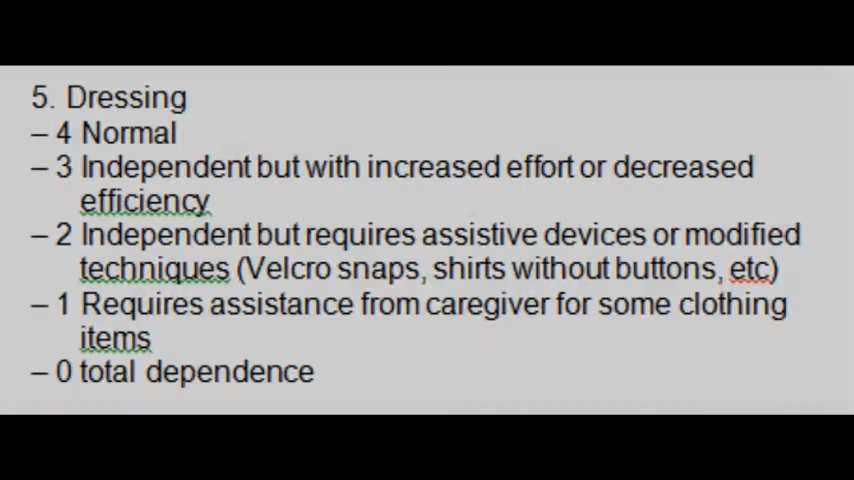 5. Dressing
– 4 Normal
– 3 Independent but with increased effort or decreased
efficiency
– 2 Independent but requires assistive devices or modified
techniques (Velcro snaps, shirts without buttons, etc)
– 1 Requires assistance from caregiver for some clothing
items
– 0 total dependence